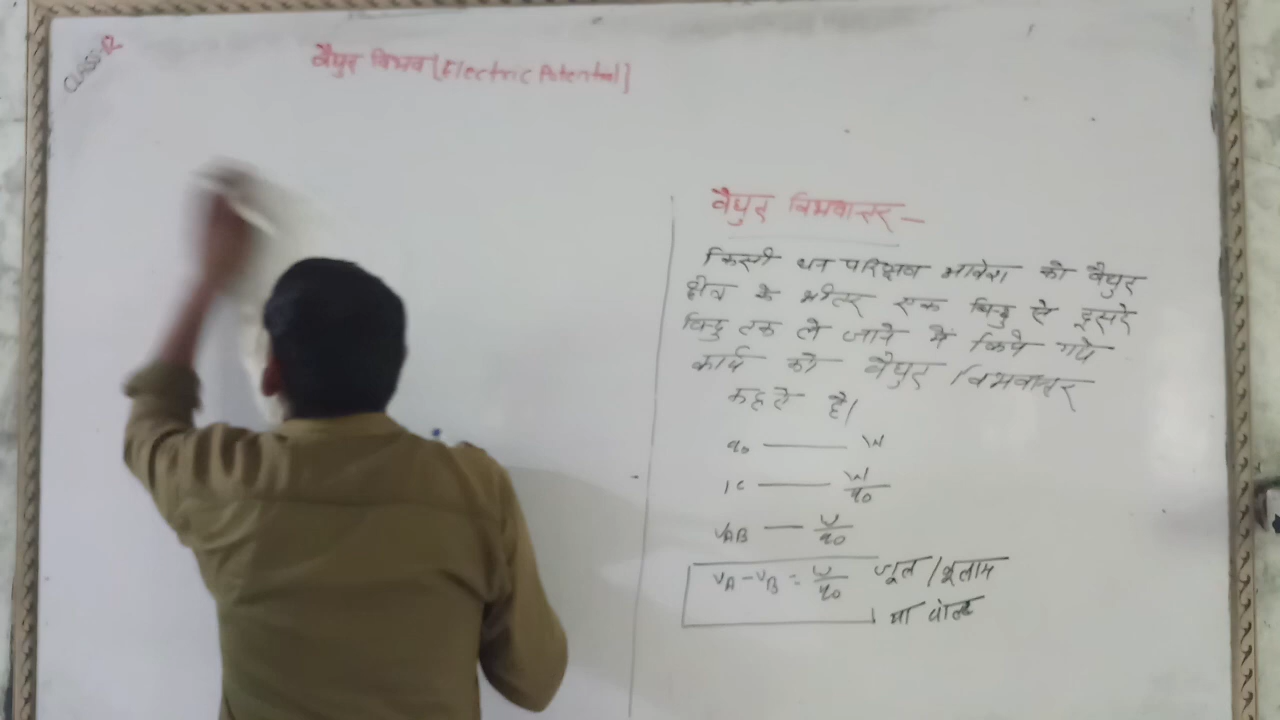 CLASS-12
वैधुत विभव [Electric Potential]
वैधुत विभवान्तर –
किसी धन परिक्षण आवेश को वैधुत
क्षेत्र के भीतर एक बिन्दु से दूसरे
बिन्दु तक ले जाने में किये गये
कार्य को वैधुत विभवान्तर
कहते है।
q₀ —— W
1C —— W/q₀
VAB — W/q₀
VA - VB = W/q₀ जूल/कूलाम
या वोल्ट